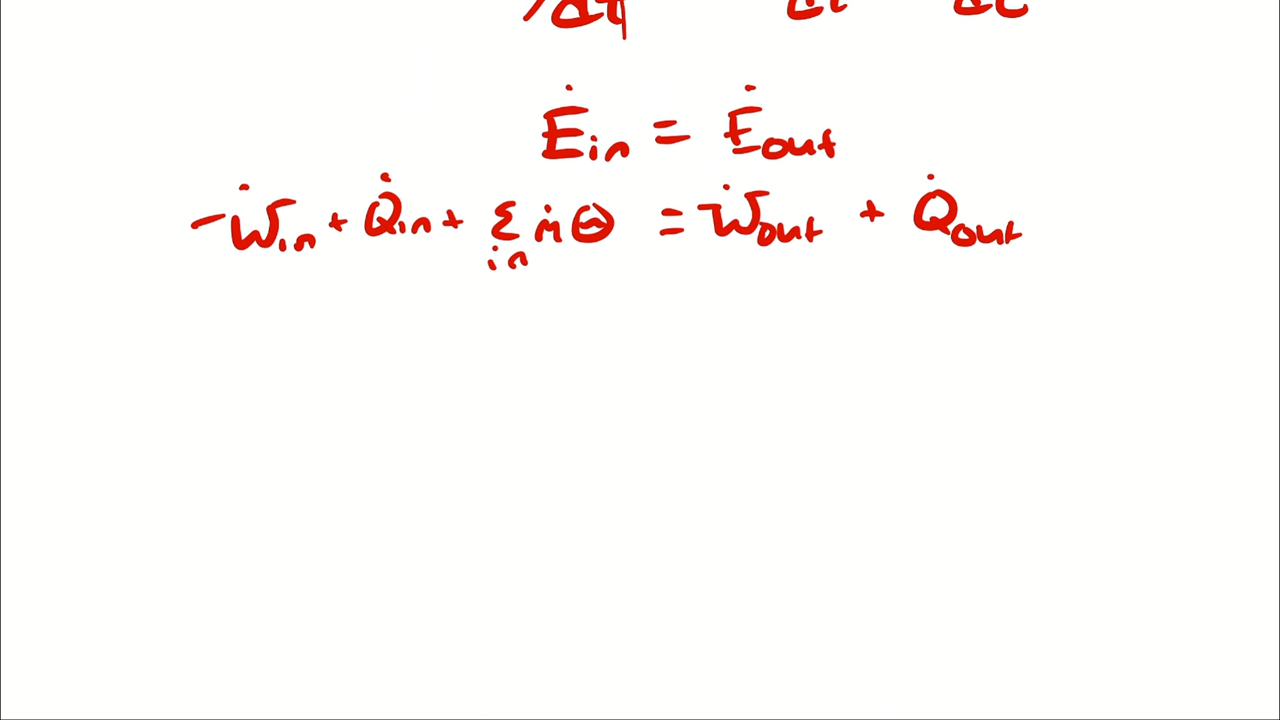 Ėin = Ėout
-Ẇin + Q̇in + Σin ṁθ = Ẇout + Q̇out